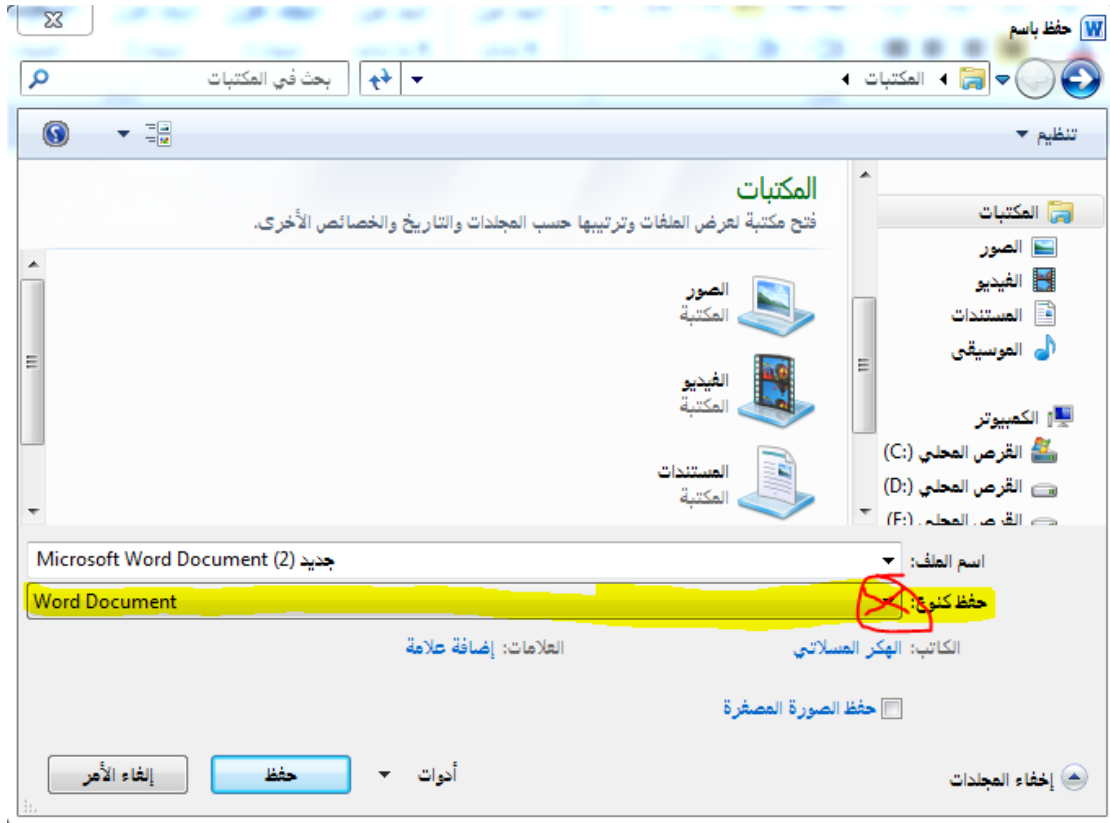 حفظ باسم
المكتبات
بحث في المكتبات
تنظيم
المكتبات
الصور
الفيديو
المستندات
الموسيقى
الكمبيوتر
القرص المحلي (C:)
القرص المحلي (D:)
القرص المحلي (E:)
المكتبات
فتح مكتبة لعرض الملفات وترتيبها حسب المجلدات والتاريخ والخصائص الأخرى.
الصور
المكتبة
الفيديو
المكتبة
المستندات
المكتبة
اسم الملف: جديد Microsoft Word Document (2)
حفظ كنوع: Word Document
الكاتب: الهكر المسلاتي العلامات: إضافة علامة
حفظ الصورة المصغرة
إخفاء المجلدات أدوات حفظ إلغاء الأمر